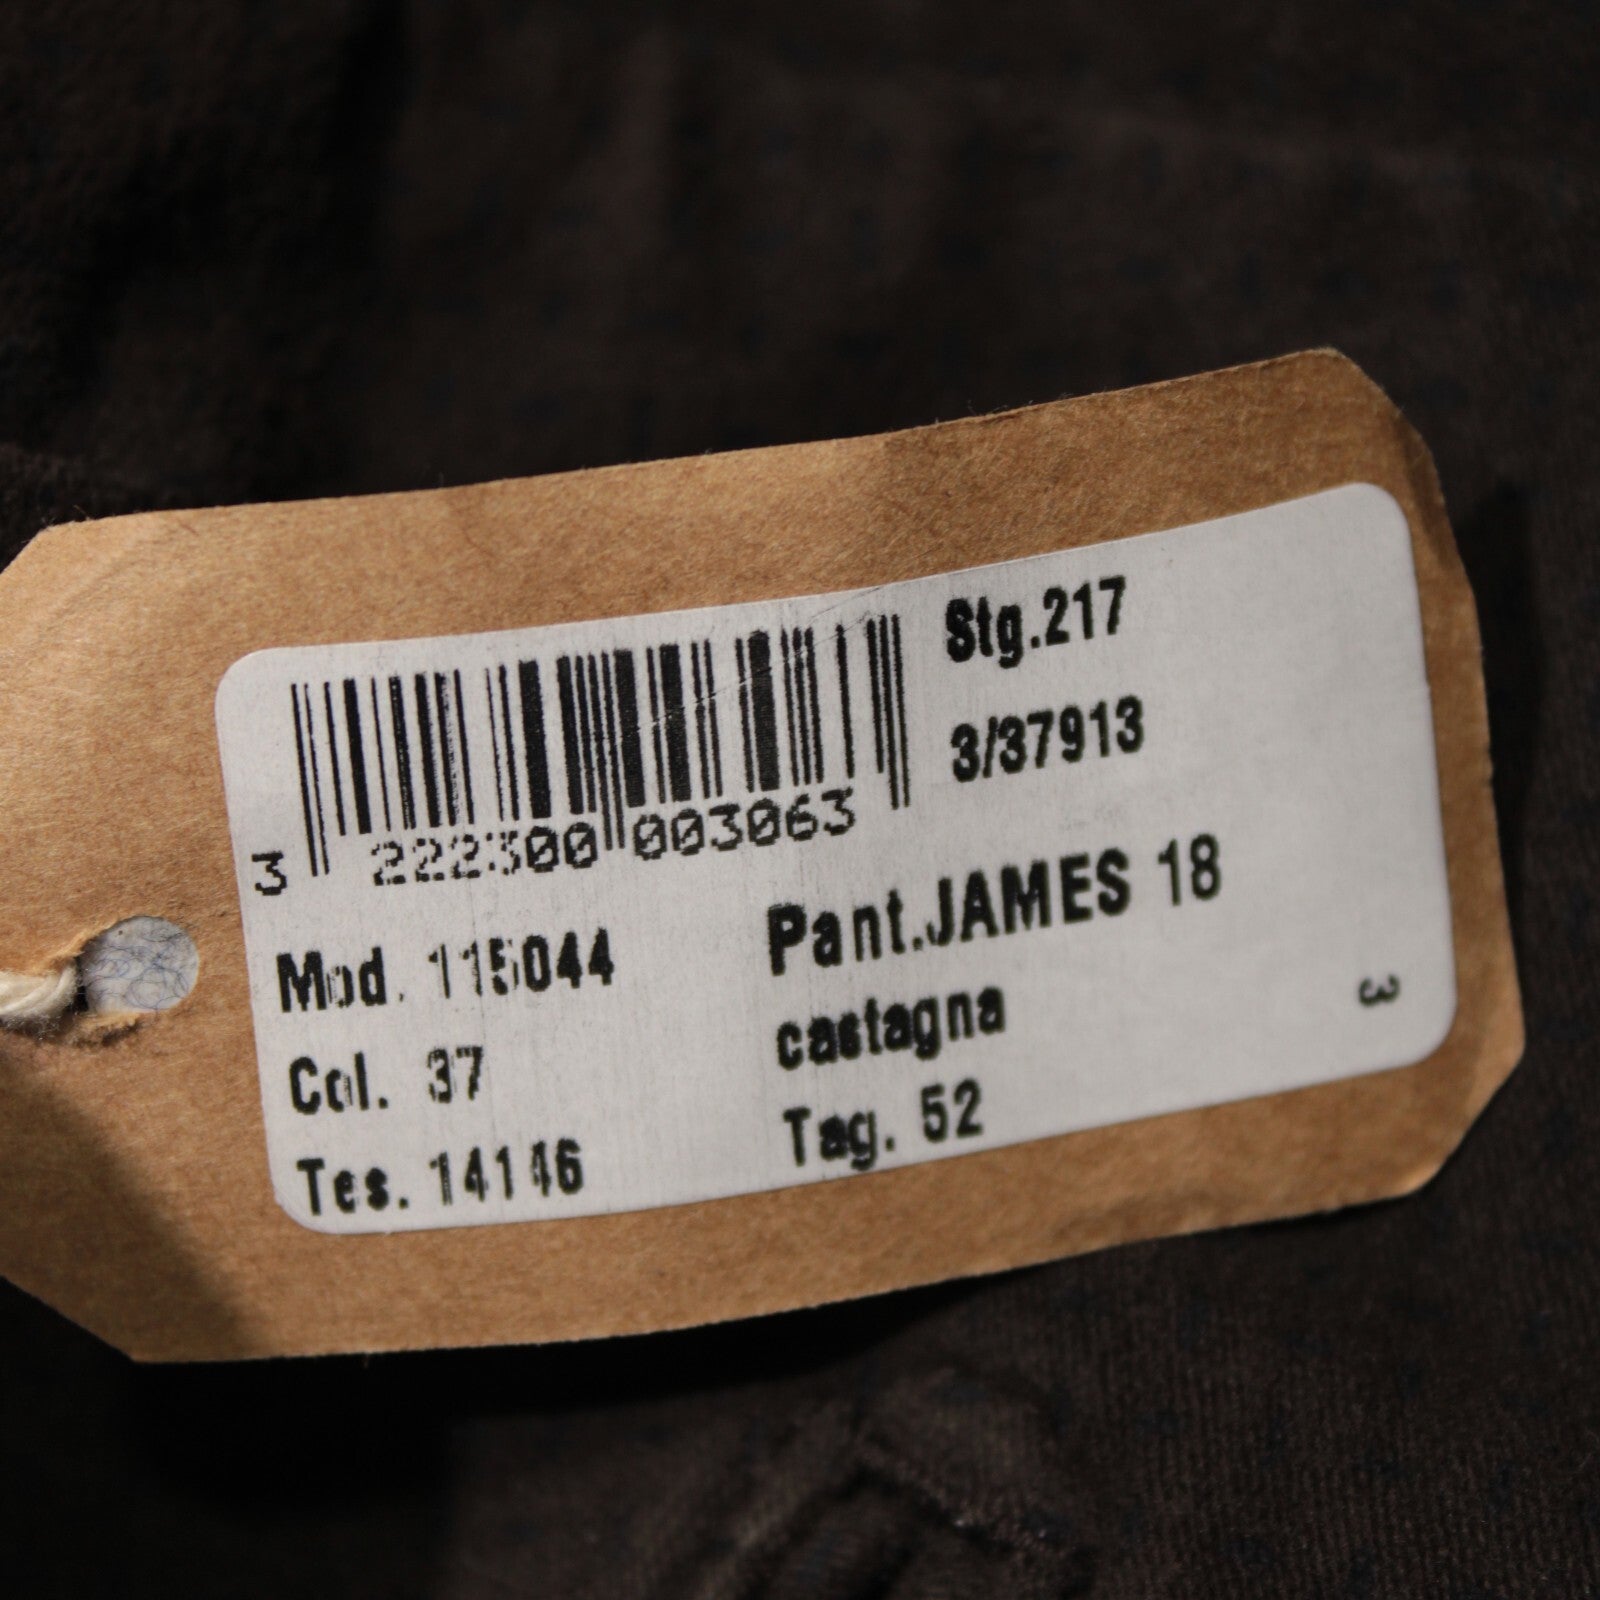 Stg.217
3/37913
3 222300 003063
Pant.JAMES 18
Mod. 115044
castagna
Col. 37
Tag. 52
Tes. 14146
3